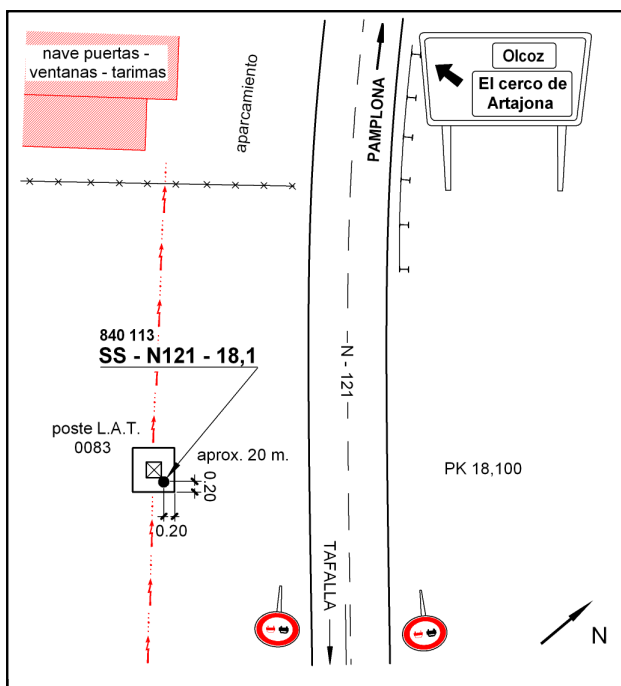 nave puertas -
ventanas - tarimas
aparcamiento
PAMPLONA
Olcoz
El cerco de
Artajona
840 113
SS - N121 - 18,1
N - 121
poste L.A.T.
0083
aprox. 20 m.
0.20
0.20
PK 18,100
TAFALLA
N